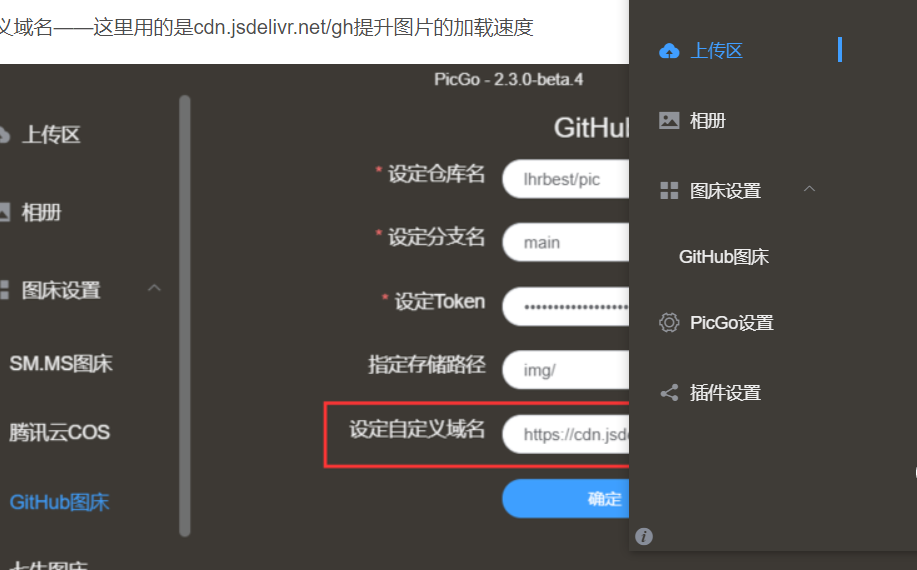 义域名——这里用的是cdn.jsdelivr.net/gh提升图片的加载速度
PicGo - 2.3.0-beta.4
上传区
相册
图床设置
SM.MS图床
腾讯云COS
GitHub图床
七牛图床
GitHu
* 设定仓库名
lhrbest/pic
* 设定分支名
main
* 设定Token
指定存储路径
img/
设定自定义域名
https://cdn.jsd
确定
上传区
相册
图床设置
GitHub图床
PicGo设置
插件设置